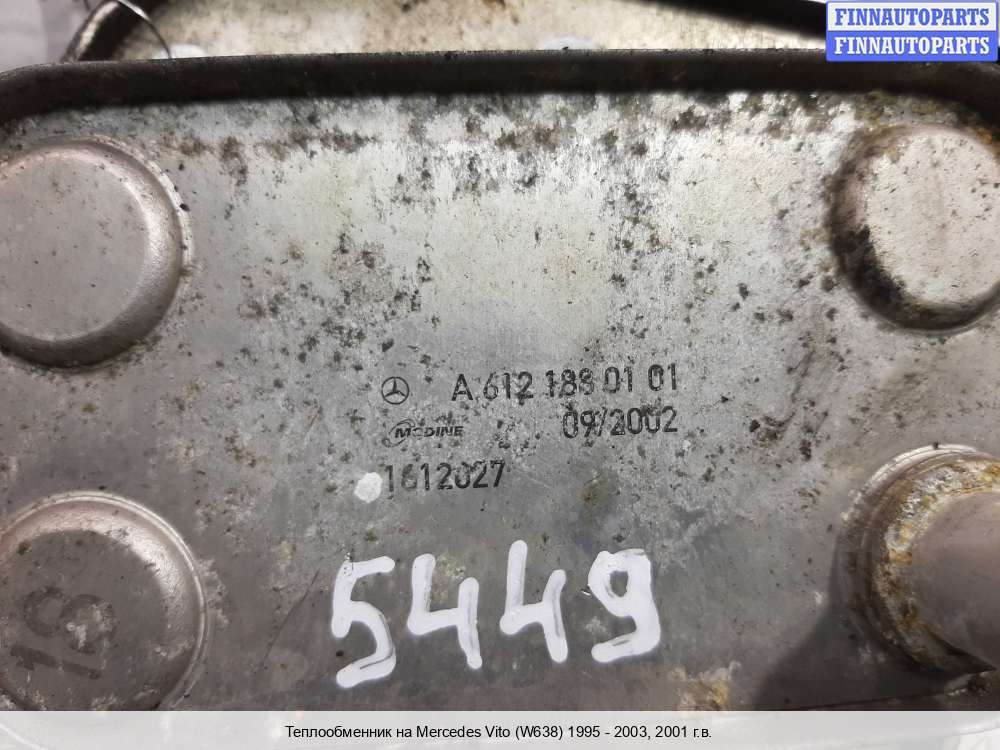 FINNAUTOPARTS
FINNAUTOPARTS
A 612 188 01 01
MODINE 09/2002
1612027
5449
18
Теплообменник на Mercedes Vito (W638) 1995 - 2003, 2001 г.в.